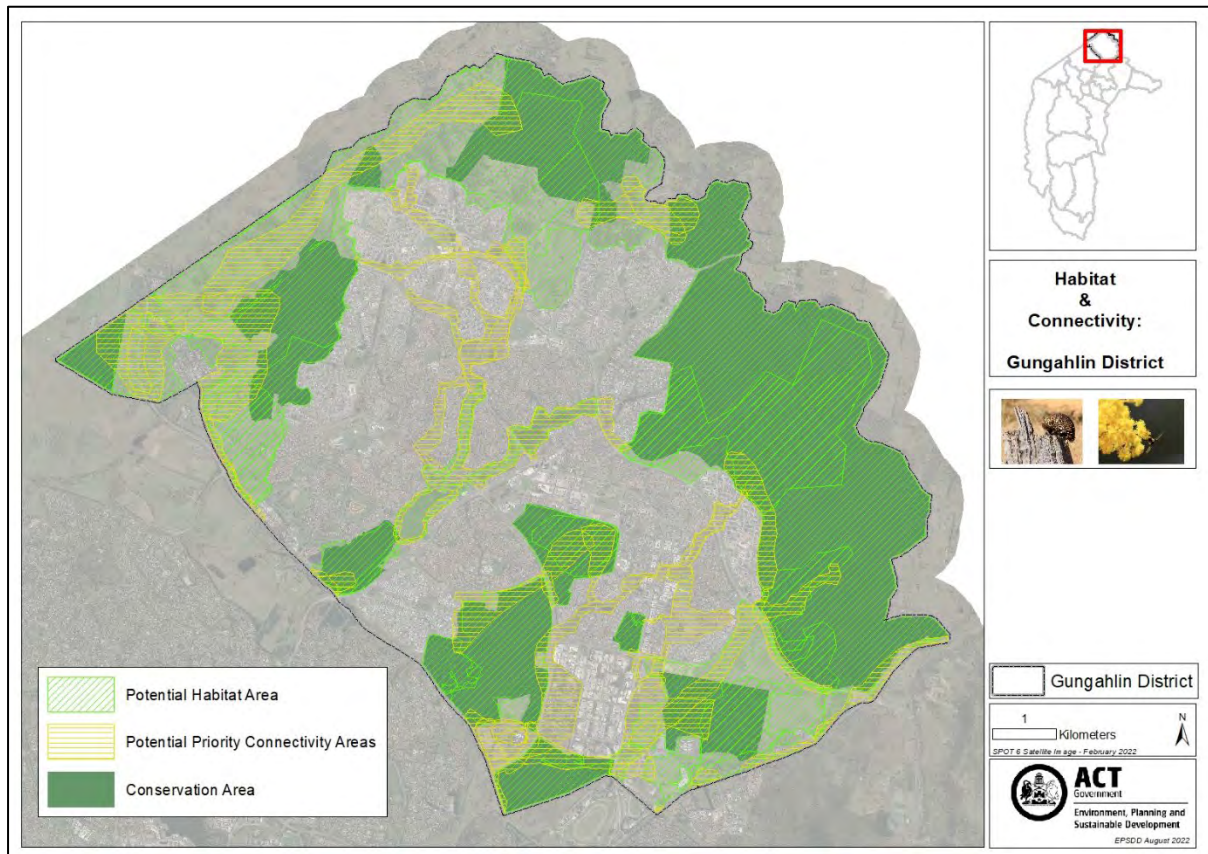 Habitat
&
Connectivity:
Gungahlin District
Potential Habitat Area
Potential Priority Connectivity Areas
Conservation Area
Gungahlin District
1
Kilometers
N
SPOT 6 Satellite Image - February 2022
ACT
Government
Environment, Planning and
Sustainable Development
EPSDD August 2022